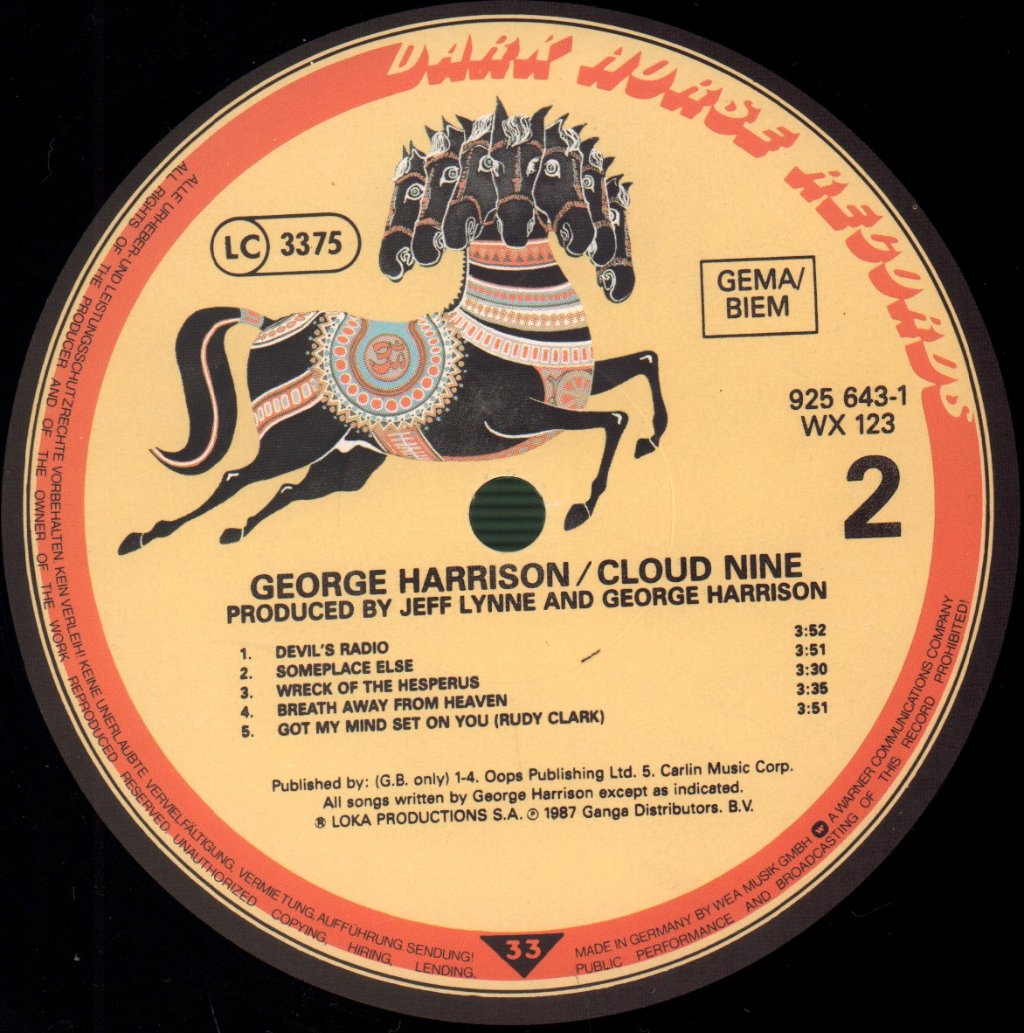 DARK HORSE RECORDS
LC 3375
GEMA/
BIEM
925 643-1
WX 123
2
GEORGE HARRISON / CLOUD NINE
PRODUCED BY JEFF LYNNE AND GEORGE HARRISON
1. DEVIL'S RADIO 3:52
2. SOMEPLACE ELSE 3:51
3. WRECK OF THE HESPERUS 3:30
4. BREATH AWAY FROM HEAVEN 3:35
5. GOT MY MIND SET ON YOU (RUDY CLARK) 3:51
Published by: (G.B. only) 1-4. Oops Publishing Ltd. 5. Carlin Music Corp.
All songs written by George Harrison except as indicated.
® LOKA PRODUCTIONS S.A. ℗ 1987 Ganga Distributors. B.V.
ALLE URHEBER-UND LEISTUNGSSCHUTZRECHTE VORBEHALTEN. KEIN VERLEIH! KEINE UNERLAUBTE VERVIELFÄLTIGUNG, VERMIETUNG, AUFFÜHRUNG, SENDUNG!
ALL RIGHTS OF THE PRODUCER AND OF THE OWNER OF THE WORK REPRODUCED RESERVED. UNAUTHORIZED COPYING, HIRING, LENDING,
33
MADE IN GERMANY BY WEA MUSIK GMBH A WARNER COMMUNICATIONS COMPANY
PUBLIC PERFORMANCE AND BROADCASTING OF THIS RECORD PROHIBITED!